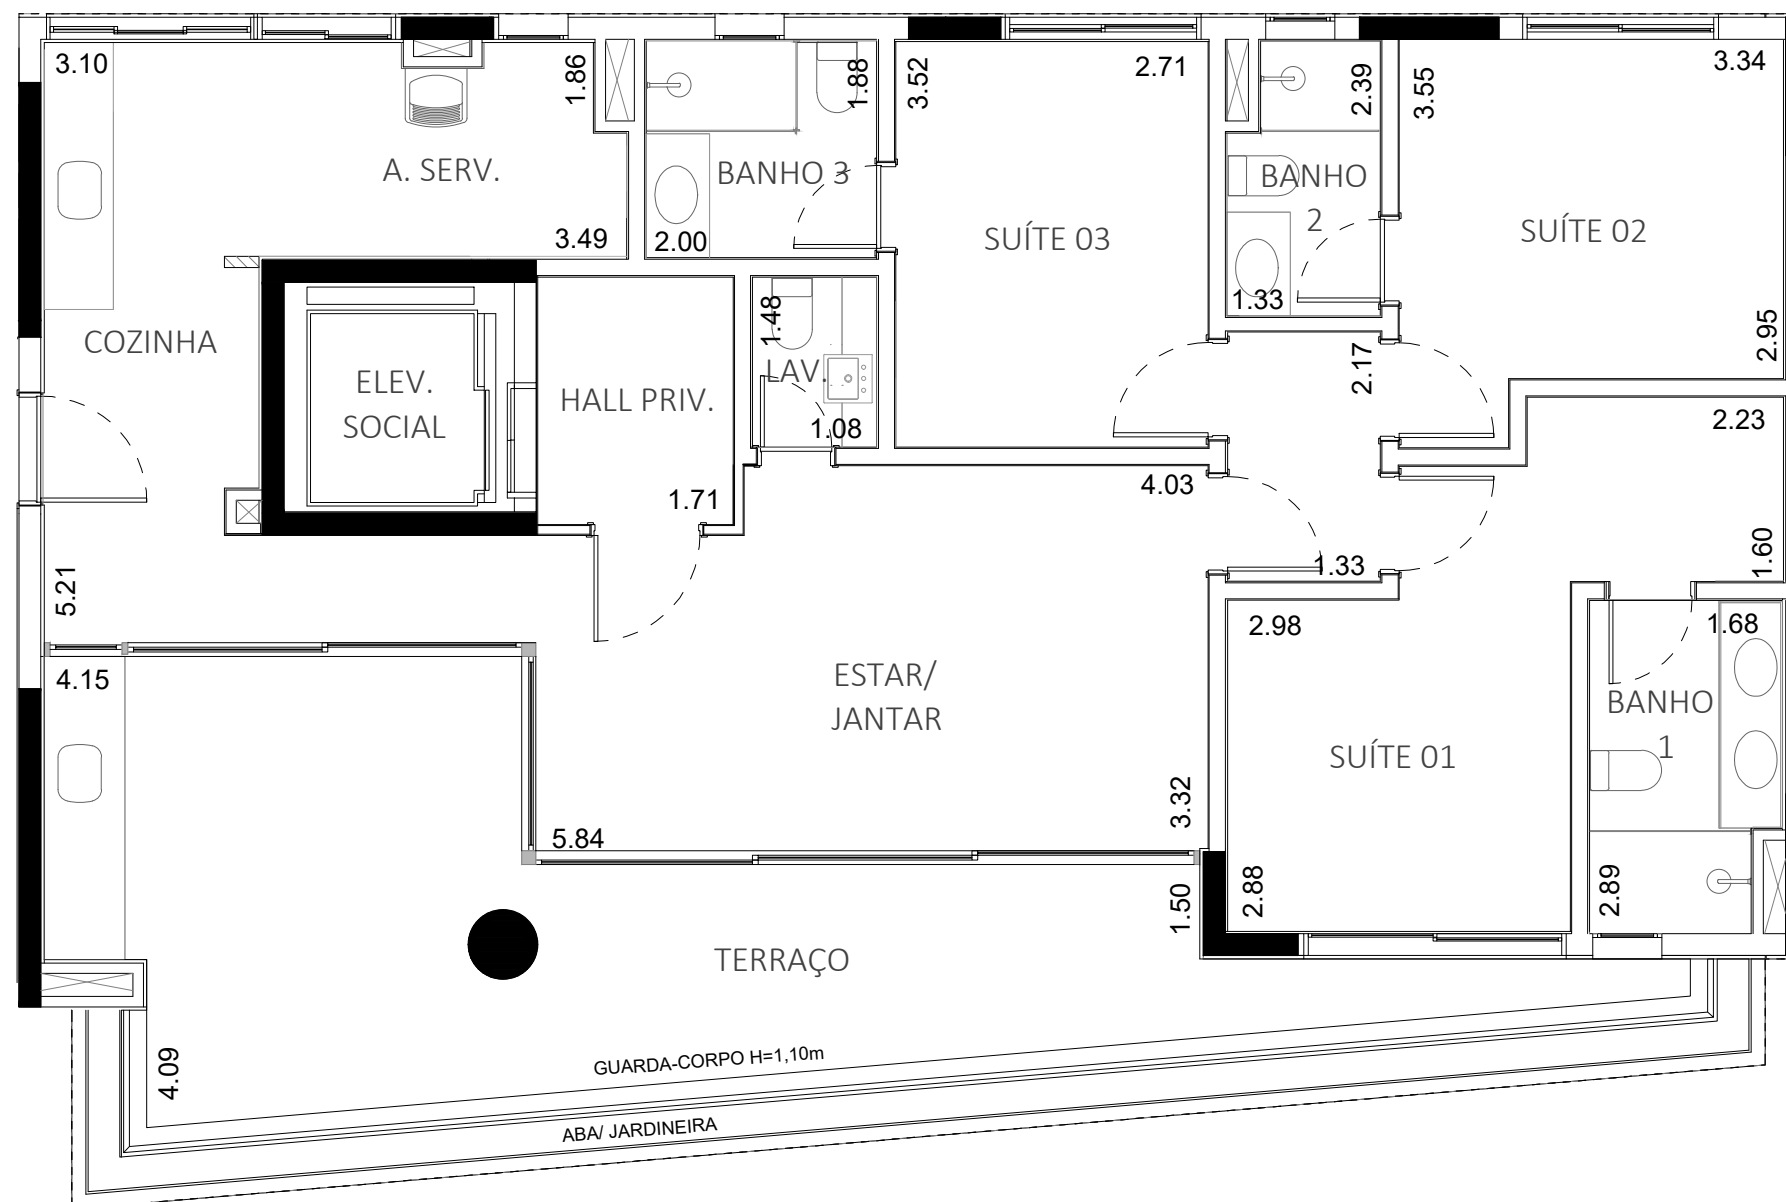 3.10
1.86
A. SERV.
3.49
1.88
BANHO 3
2.00
3.52
2.71
SUÍTE 03
2.39
BANHO
2
1.33
3.55
3.34
SUÍTE 02
2.95
COZINHA
ELEV.
SOCIAL
HALL PRIV.
1.71
1.48
LAV.
1.08
2.17
2.23
4.03
1.33
1.60
5.21
4.15
ESTAR/
JANTAR
5.84
3.32
2.98
SUÍTE 01
2.88
1.68
BANHO
1
2.89
1.50
TERRAÇO
4.09
GUARDA-CORPO H=1,10m
ABA/ JARDINEIRA